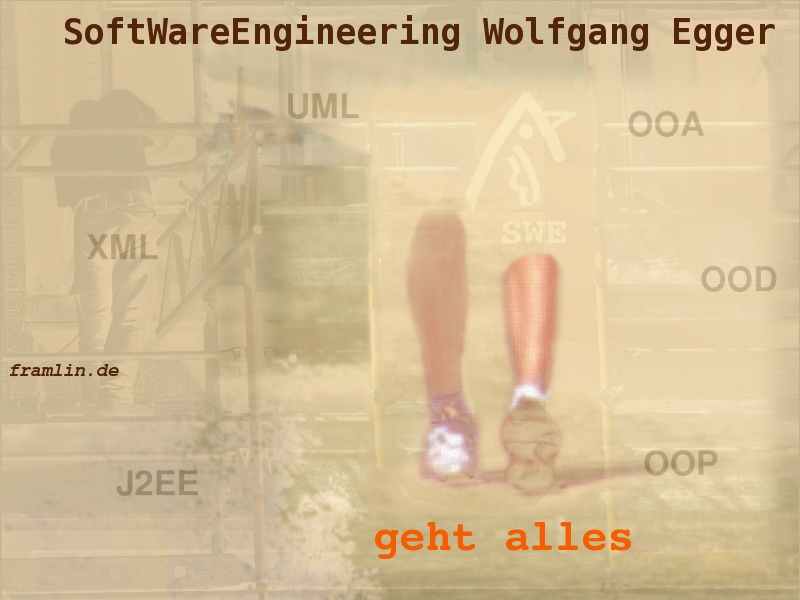 SoftWareEngineering Wolfgang Egger
UML
OOA
SWE
XML
OOD
framlin.de
OOP
J2EE
geht alles